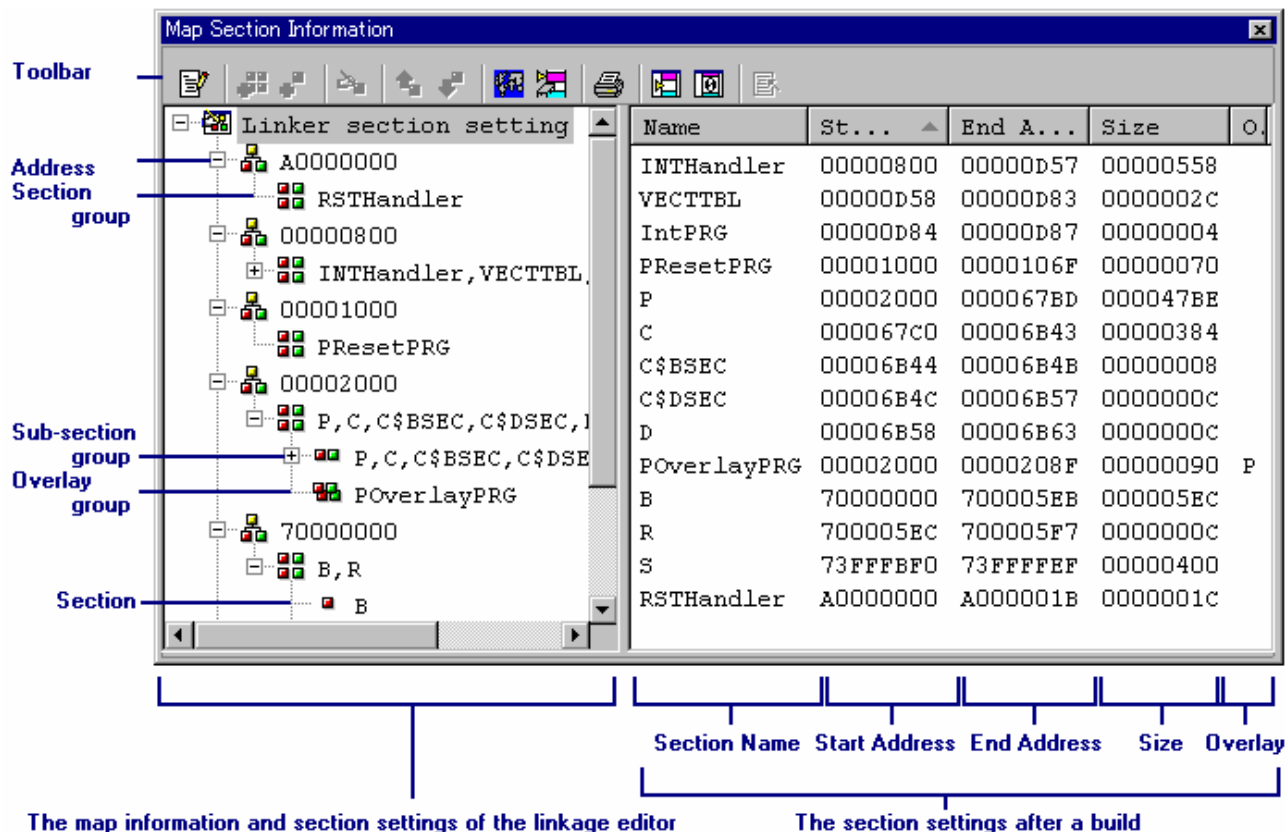 Map Section Information
Toolbar
Linker section setting
Address
A0000000
Section
group
RSTHandler
00000800
INTHandler,VECTTBL,
00001000
PResetPRG
00002000
P,C,C$BSEC,C$DSEC,
Sub-section
group
P,C,C$BSEC,C$DSE
Overlay
group
POverlayPRG
70000000
B,R
Section
B
Name St... End A... Size O.
INTHandler 00000800 00000D57 00000558
VECTTBL 00000D58 00000D83 0000002C
IntPRG 00000D84 00000D87 00000004
PResetPRG 00001000 0000106F 00000070
P 00002000 000067BD 000047BE
C 000067C0 00006B43 00000384
C$BSEC 00006B44 00006B4B 00000008
C$DSEC 00006B4C 00006B57 0000000C
D 00006B58 00006B63 0000000C
POverlayPRG 00002000 0000208F 00000090 P
B 70000000 700005EB 000005EC
R 700005EC 700005F7 0000000C
S 73FFFBF0 73FFFFEF 00000400
RSTHandler A0000000 A000001B 0000001C
Section Name Start Address End Address Size Overlay
The map information and section settings of the linkage editor
The section settings after a build